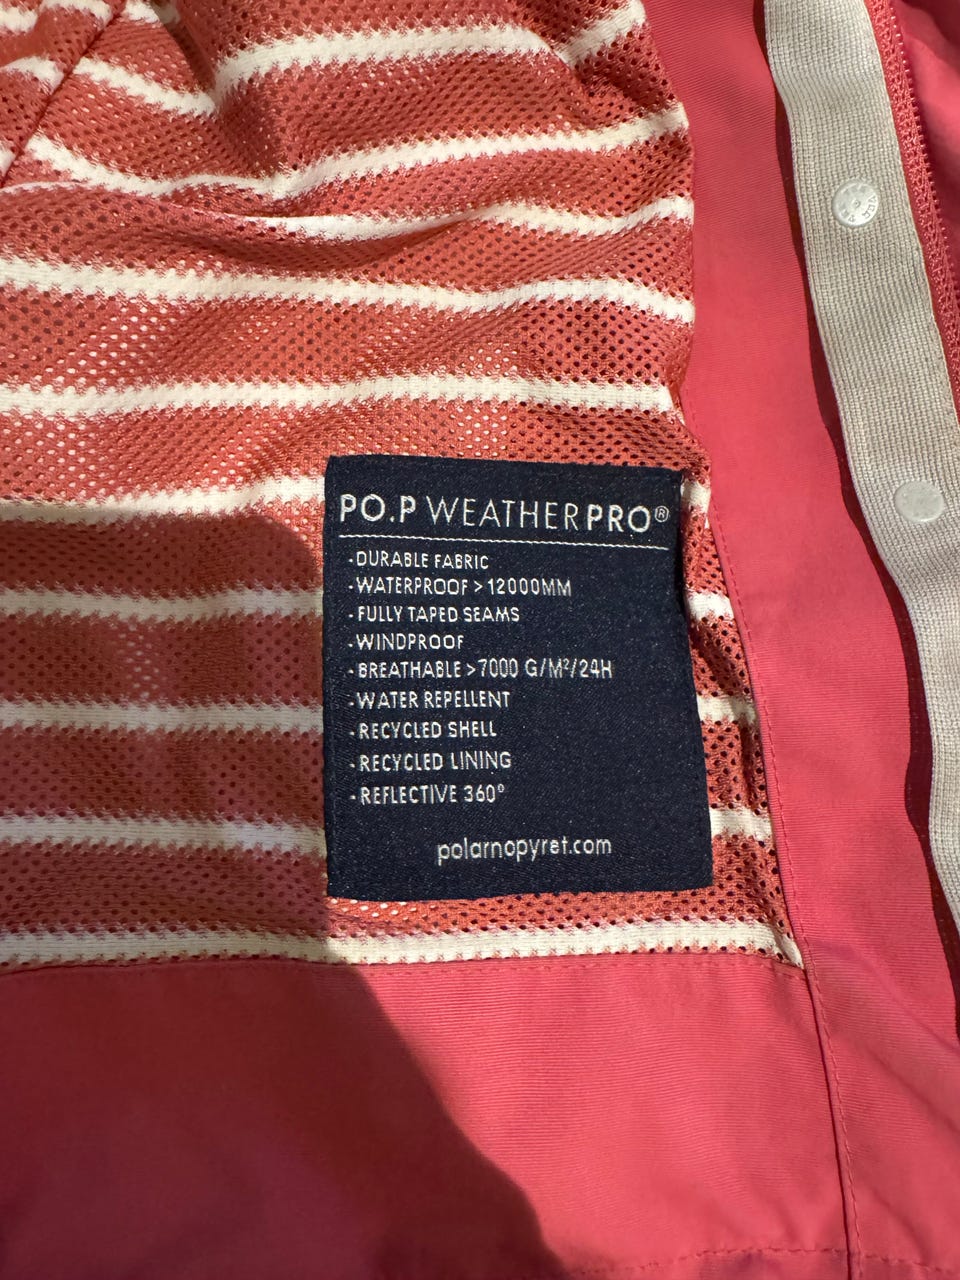 PO.P WEATHERPRO®
-DURABLE FABRIC
-WATERPROOF > 12000MM
-FULLY TAPED SEAMS
-WINDPROOF
-BREATHABLE >7000 G/M²/24H
-WATER REPELLENT
-RECYCLED SHELL
-RECYCLED LINING
-REFLECTIVE 360°
polarnopyret.com